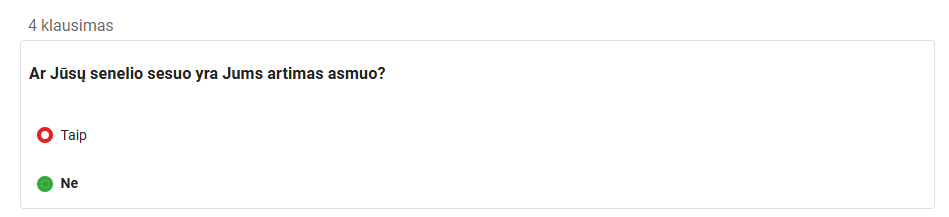 4 klausimas
Ar Jūsų senelio sesuo yra Jums artimas asmuo?
Taip
Ne